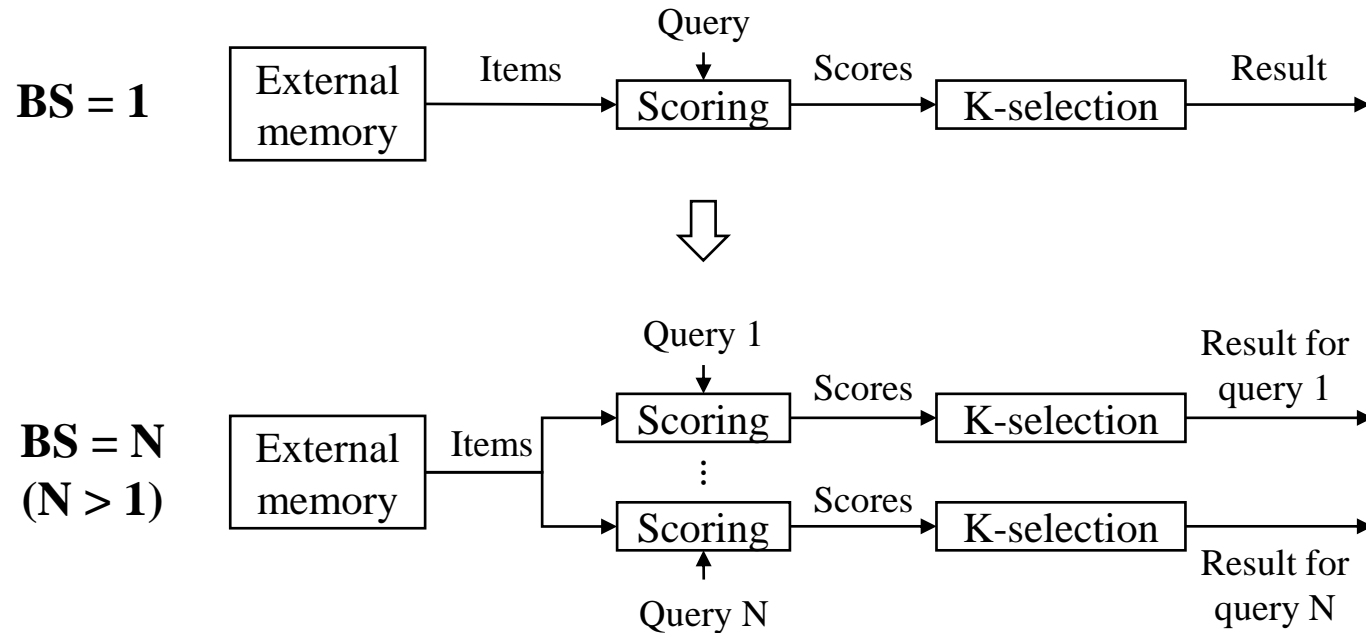 Query
BS = 1
External
memory
Items
Scoring
Scores
K-selection
Result
Query 1
BS = N
(N > 1)
External
memory
Items
Scoring
Scores
K-selection
Result for
query 1
...
Scoring
Scores
K-selection
Result for
query N
Query N